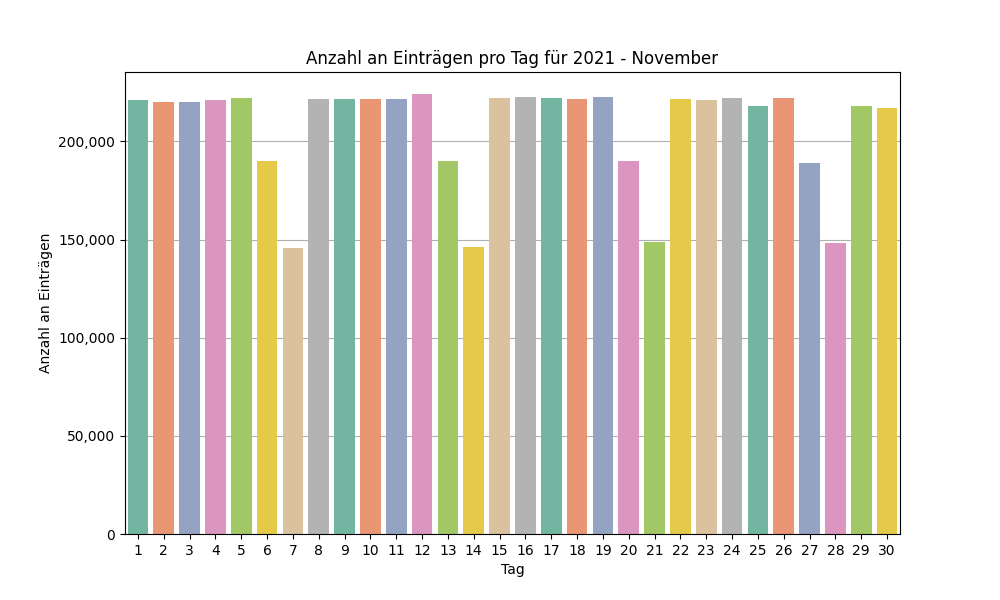 Anzahl an Einträgen pro Tag für 2021 - November
Anzahl an Einträgen
200,000
150,000
100,000
50,000
0
1 2 3 4 5 6 7 8 9 10 11 12 13 14 15 16 17 18 19 20 21 22 23 24 25 26 27 28 29 30
Tag